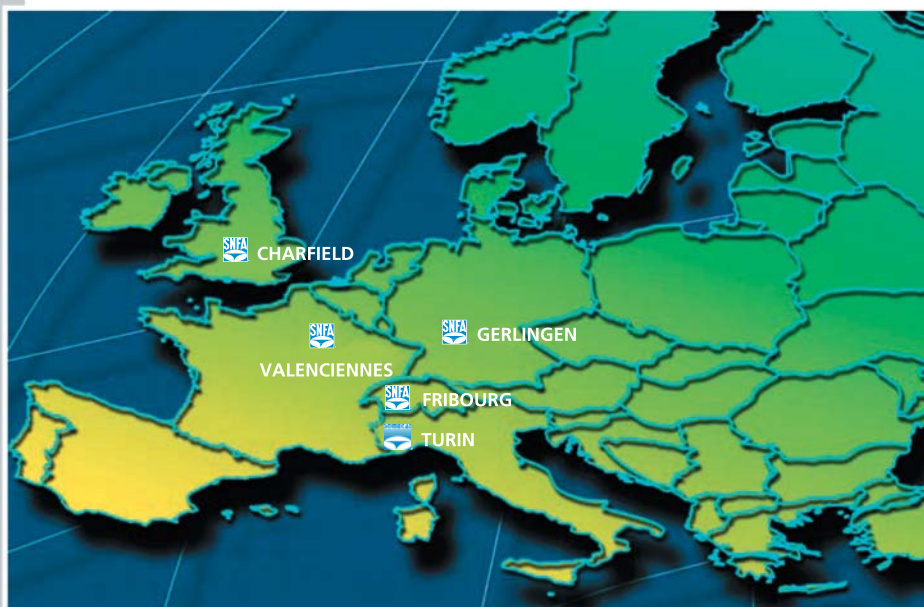 SNFA CHARFIELD
SNFA
VALENCIENNES
SNFA GERLINGEN
SNFA FRIBOURG
TURIN